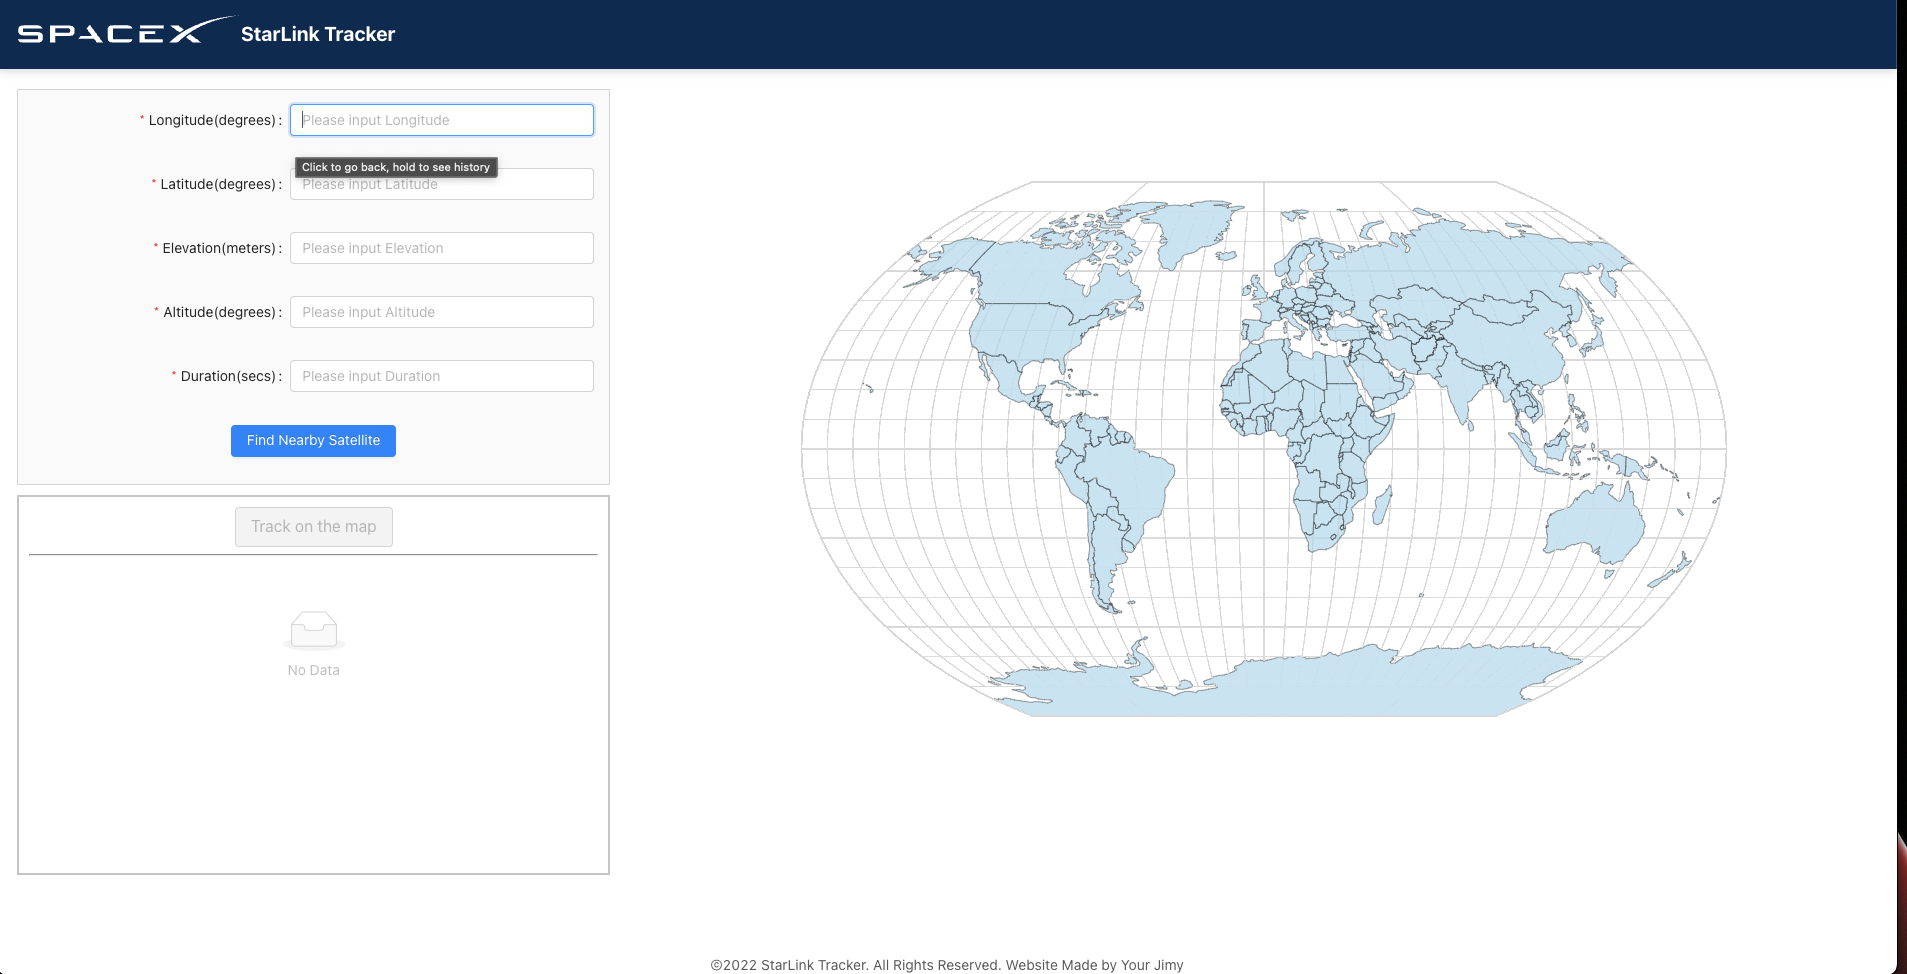 SPACEX StarLink Tracker
* Longitude(degrees) : Please input Longitude
Click to go back, hold to see history
* Latitude(degrees) : Please input Latitude
* Elevation(meters) : Please input Elevation
* Altitude(degrees) : Please input Altitude
* Duration(secs) : Please input Duration
Find Nearby Satellite
Track on the map
No Data
©2022 StarLink Tracker. All Rights Reserved. Website Made by Your Jimy